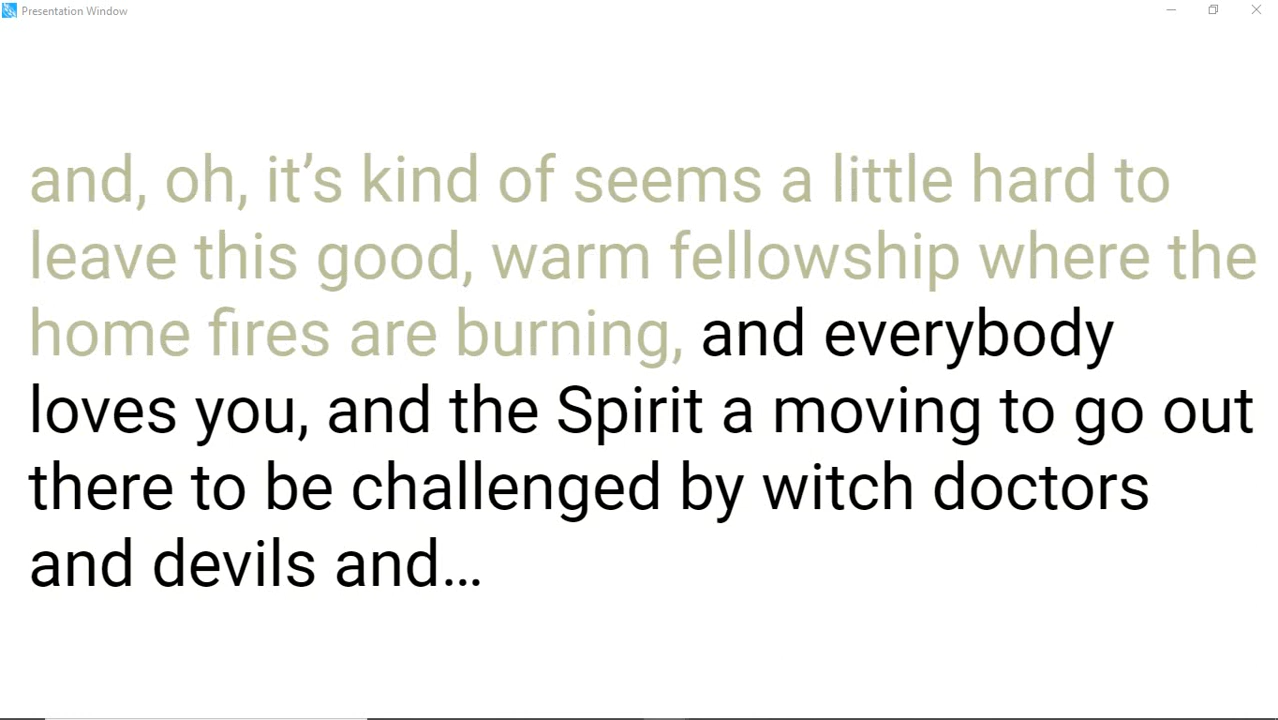 Presentation Window
and, oh, it’s kind of seems a little hard to
leave this good, warm fellowship where the
home fires are burning, and everybody
loves you, and the Spirit a moving to go out
there to be challenged by witch doctors
and devils and…